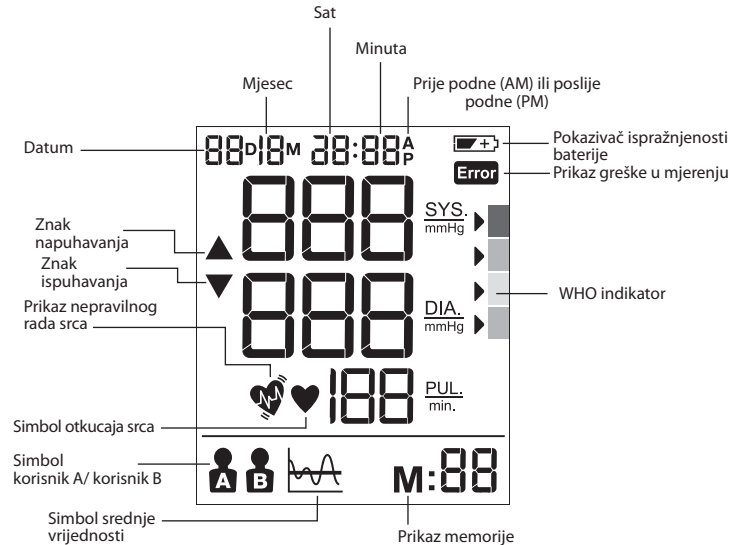 Sat
Minuta
Mjesec
Prije podne (AM) ili poslije
podne (PM)
Datum
88D18M 28:88 A
P
Pokazivač ispražnjenosti
baterije
Error
Prikaz greške u mjerenju
888
SYS.
mmHg
Znak
napuhavanja
Znak
ispuhavanja
WHO indikator
888
DIA.
mmHg
Prikaz nepravilnog
rada srca
188
PUL.
min.
Simbol otkucaja srca
Simbol
korisnik A/ korisnik B
A B
M:88
Simbol srednje
vrijednosti
Prikaz memorije